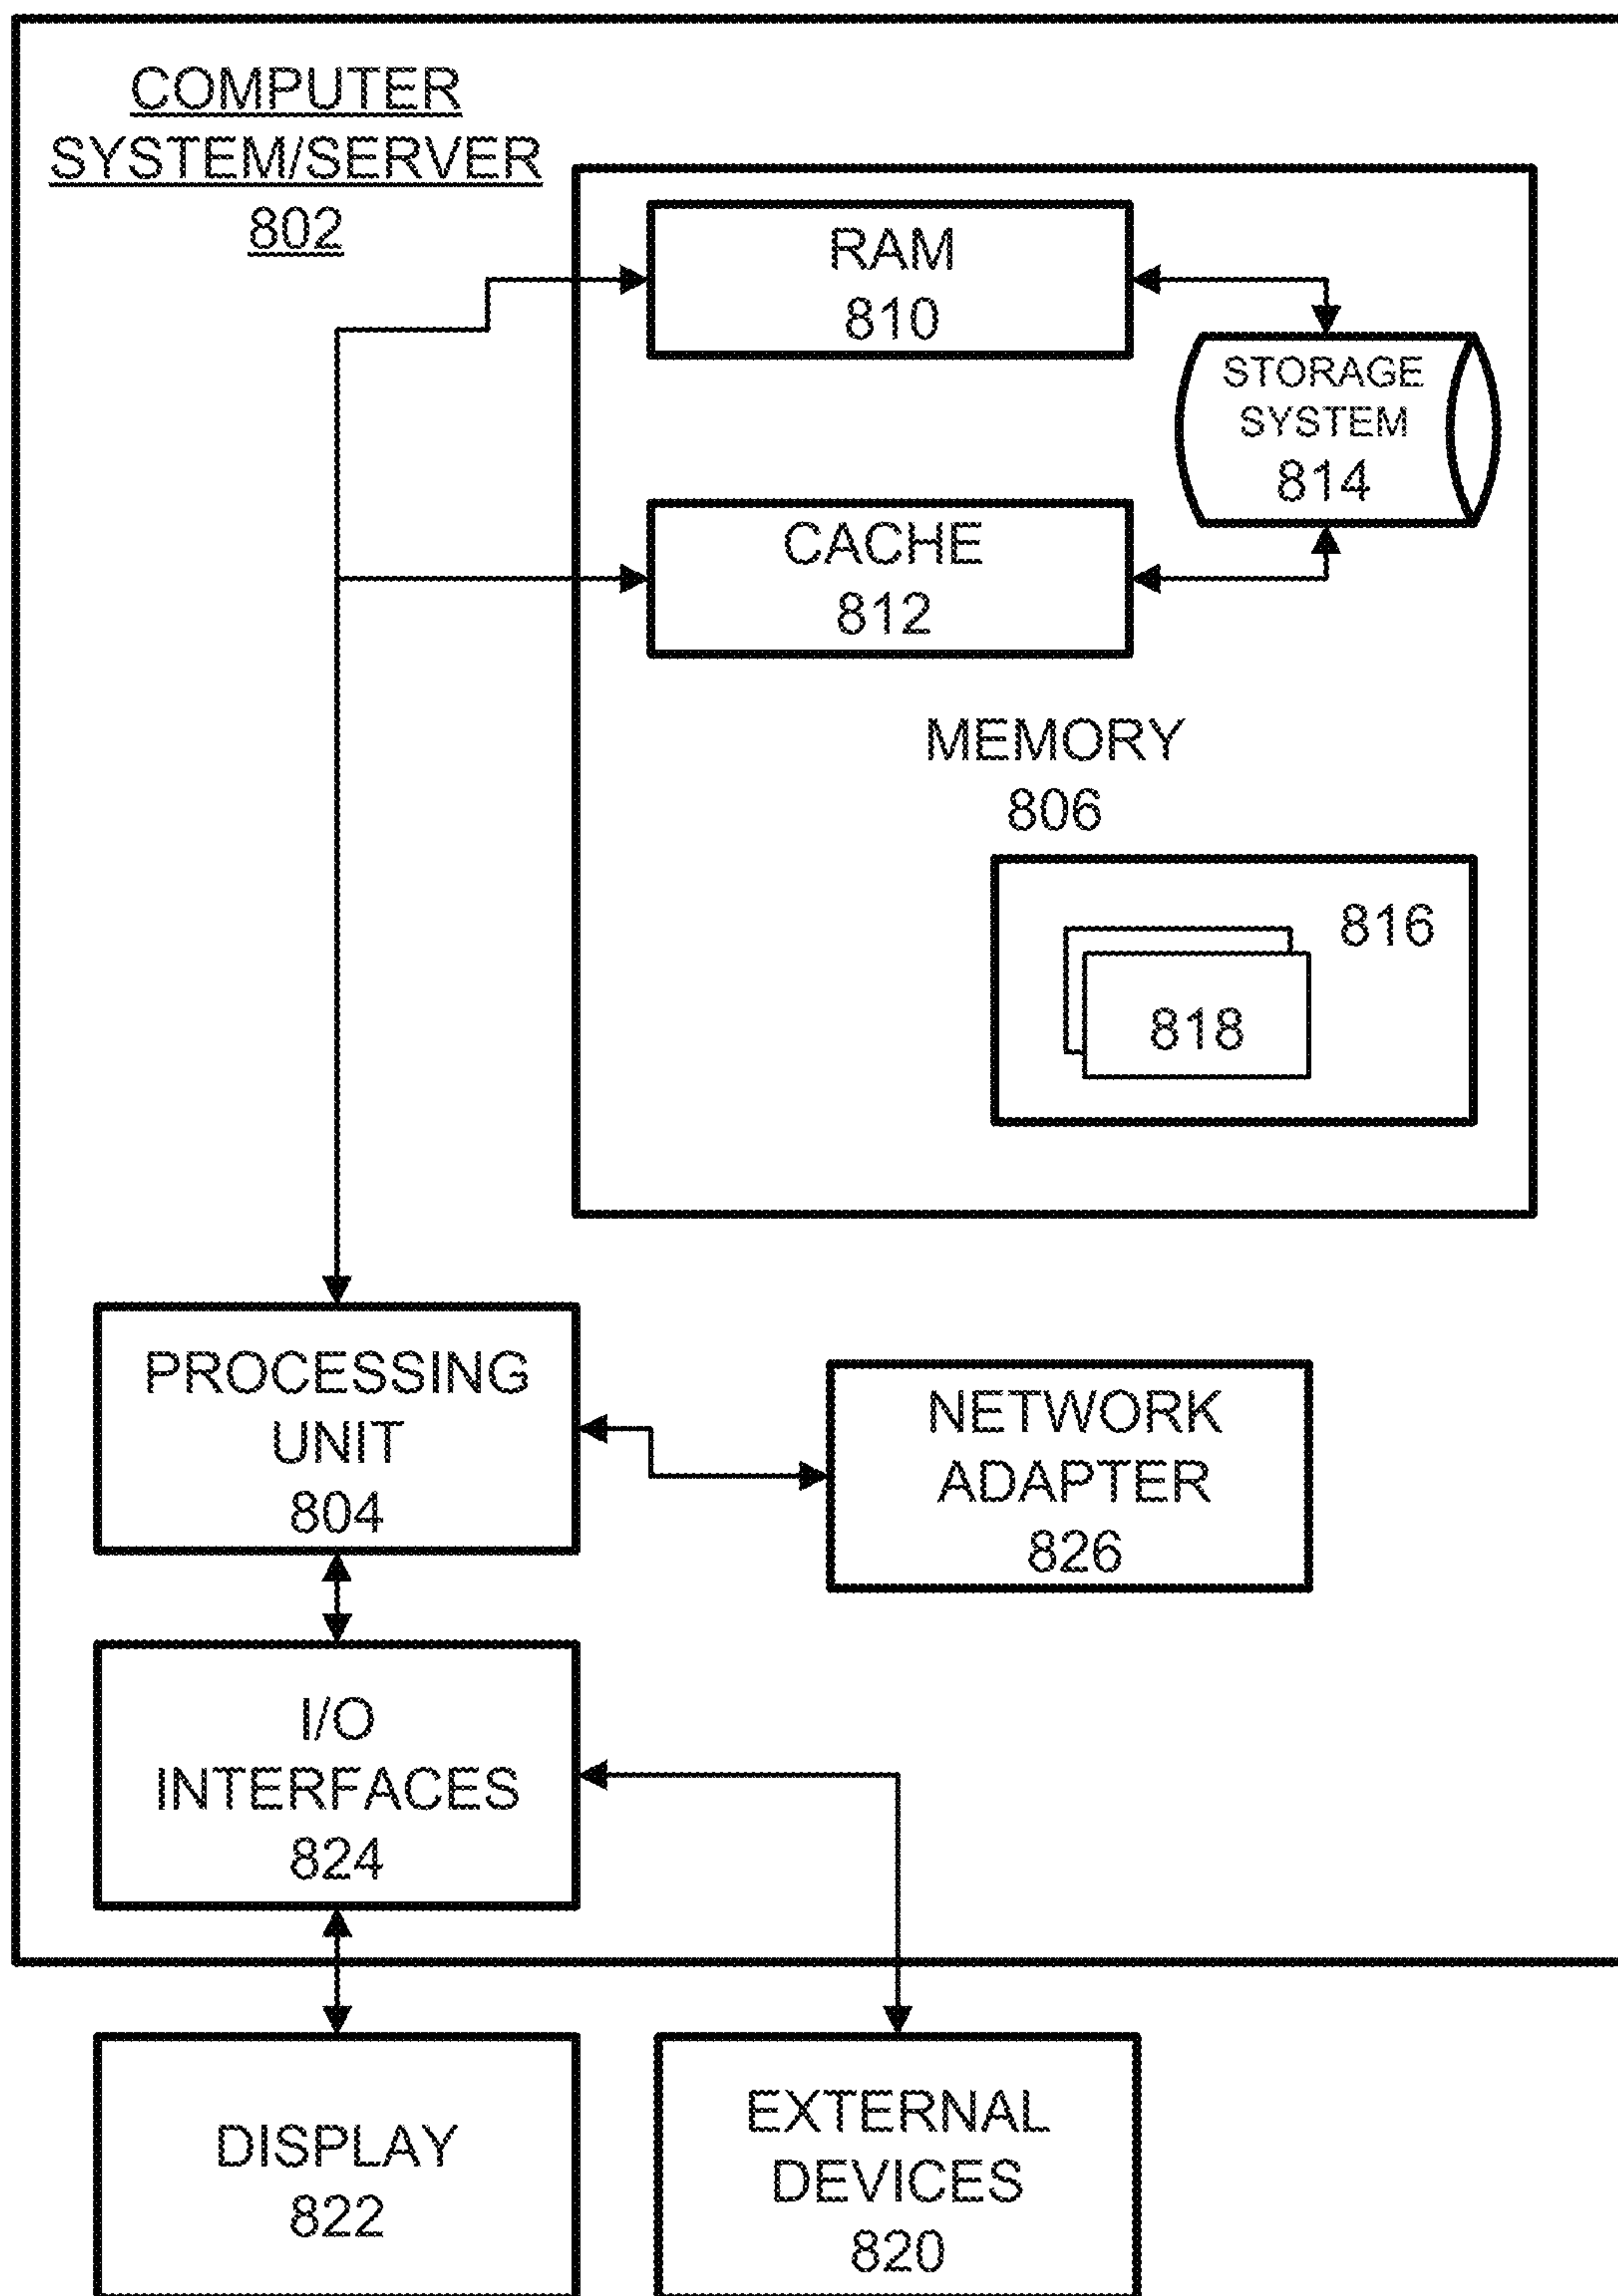 COMPUTER
SYSTEM/SERVER
802
RAM
810
STORAGE
SYSTEM
814
CACHE
812
MEMORY
806
816
818
PROCESSING
UNIT
804
NETWORK
ADAPTER
826
I/O
INTERFACES
824
DISPLAY
822
EXTERNAL
DEVICES
820